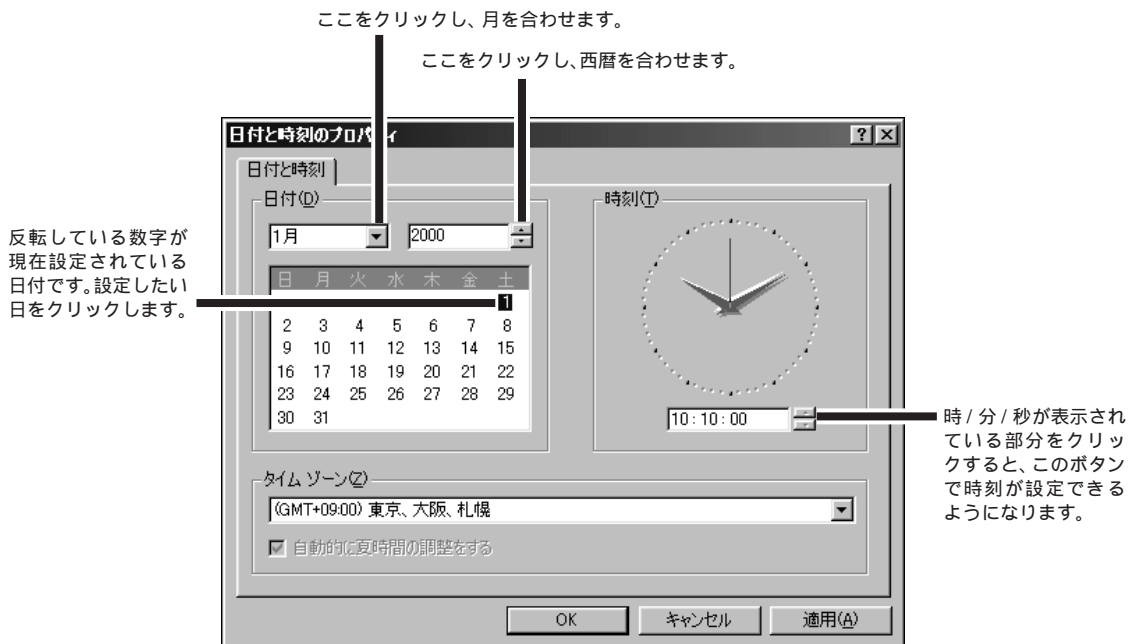 ここをクリックし、月を合わせます。
ここをクリックし、西暦を合わせます。
日付と時刻のプロパティ
日付と時刻
日付(D)
1月
2000
日 月 火 水 木 金 土
1
2 3 4 5 6 7 8
9 10 11 12 13 14 15
16 17 18 19 20 21 22
23 24 25 26 27 28 29
30 31
反転している数字が
現在設定されている
日付です。設定したい
日をクリックします。
時刻(T)
10:10:00
時/分/秒が表示され
ている部分をクリッ
クすると、このボタン
で時刻が設定できる
ようになります。
タイム ゾーン(Z)
(GMT+09:00) 東京、大阪、札幌
自動的に夏時間の調整をする
OK
キャンセル
適用(A)